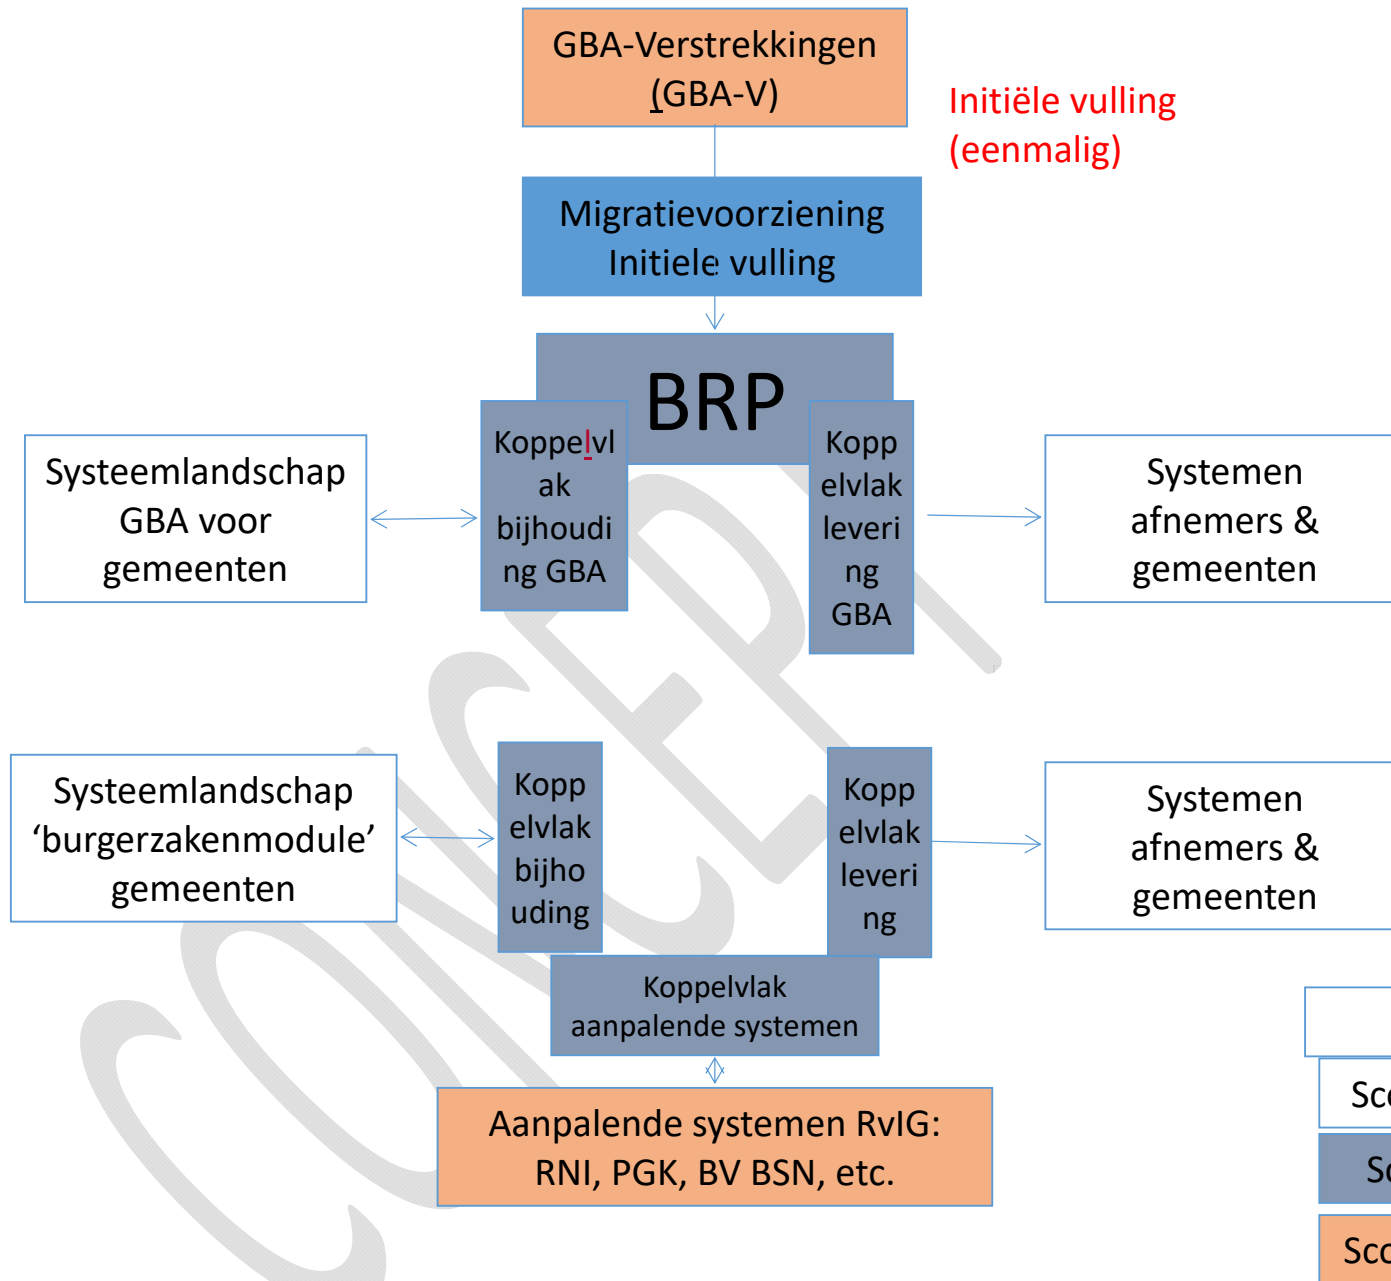 GBA-Verstrekkingen
(GBA-V)
Initiële vulling
(eenmalig)
Migratievoorziening
Initiele vulling
BRP
Systeemlandschap
GBA voor
gemeenten
Koppelvl
ak
bijhoudi
ng GBA
Kopp
elvlak
leveri
ng
GBA
Systemen
afnemers &
gemeenten
Systeemlandschap
‘burgerzakenmodule’
gemeenten
Kopp
elvlak
bijho
uding
Kopp
elvlak
leveri
ng
Systemen
afnemers &
gemeenten
Koppelvlak
aanpalende systemen
Aanpalende systemen RvIG:
RNI, PGK, BV BSN, etc.
CONCEPT